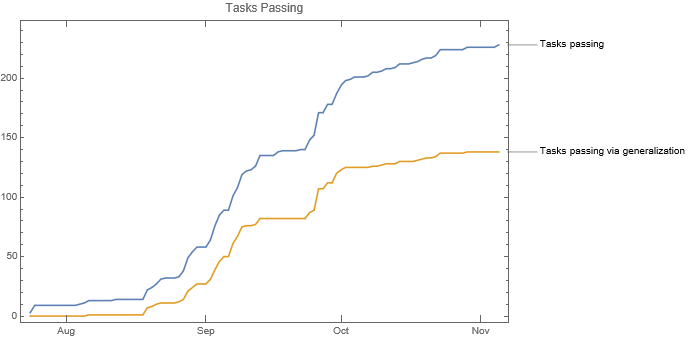 Tasks Passing
Tasks passing
200
150
Tasks passing via generalization
100
50
0
Aug Sep Oct Nov